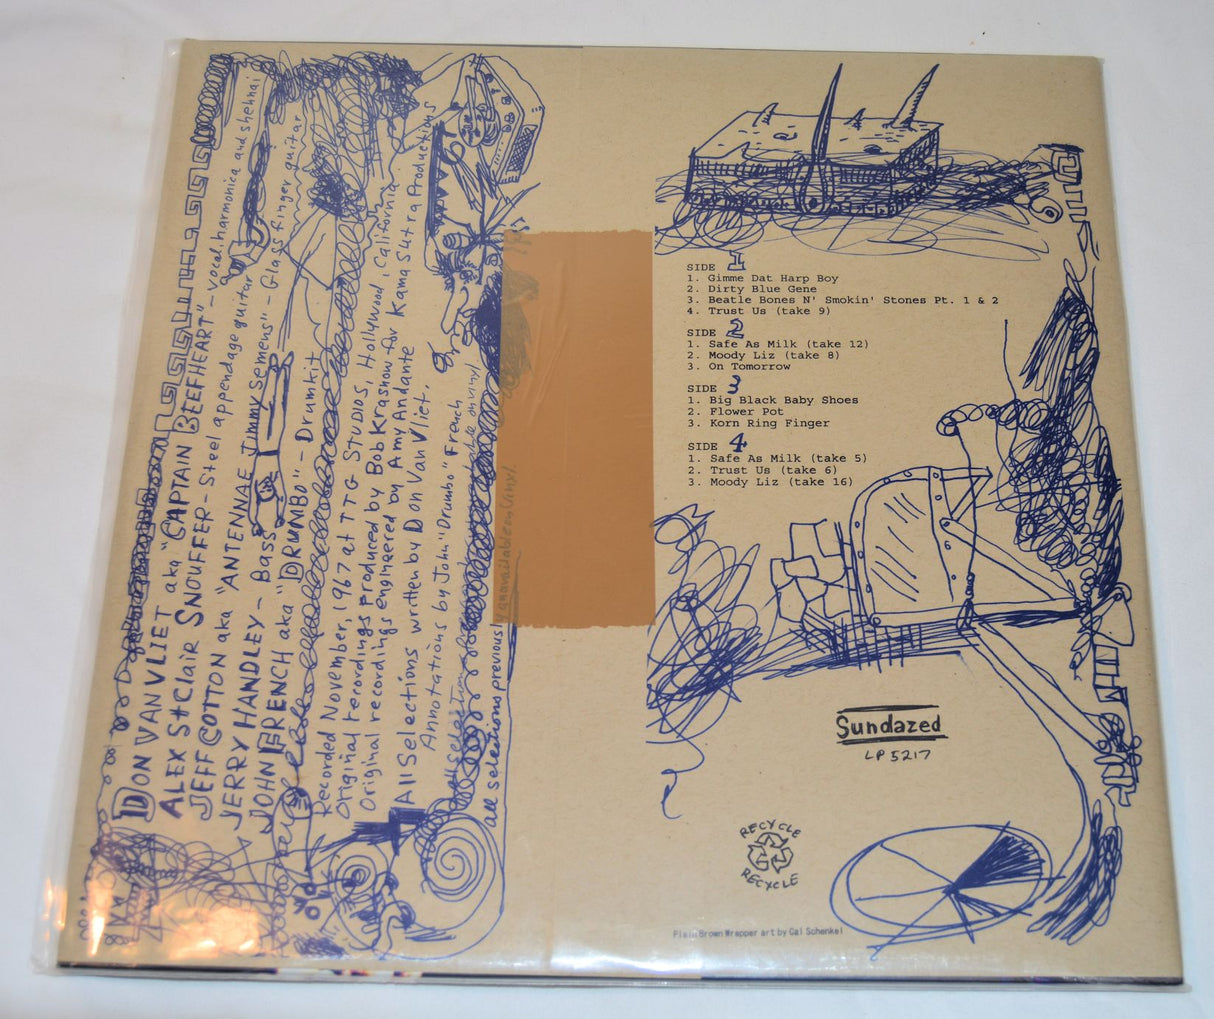 DON VAN VLIET aka "CAPTAIN BEEFHEART" - vocal, harmonica and shehnai
ALEX St Clair SNOUFFER - Steel appendage guitar
JEFF COTTON aka "ANTENNAE Jimmy Semens" - Glass finger guitar
JERRY HANDLEY - Bass
JOHN FRENCH aka "DRUMBO" - Drumkit
Recorded November, 1967 at TTG STUDIOS, Hollywood, California
Original recordings Produced by Bob Krasnow for Kama Sutra Productions
Original recordings engineered by Amy Andante
All Selections written by DON Van Vliet.
Annotations by John "Drumbo" French
all selections previously unavailable on vinyl.
SIDE 1
1. Gimme Dat Harp Boy
2. Dirty Blue Gene
3. Beatle Bones N' Smokin' Stones Pt. 1 & 2
4. Trust Us (take 9)
SIDE 2
1. Safe As Milk (take 12)
2. Moody Liz (take 8)
3. On Tomorrow
SIDE 3
1. Big Black Baby Shoes
2. Flower Pot
3. Korn Ring Finger
SIDE 4
1. Safe As Milk (take 5)
2. Trust Us (take 6)
3. Moody Liz (take 16)
Sundazed
LP 5217
RECYCLE
RECYCLE
Plain Brown Wrapper art by Cal Schenkel